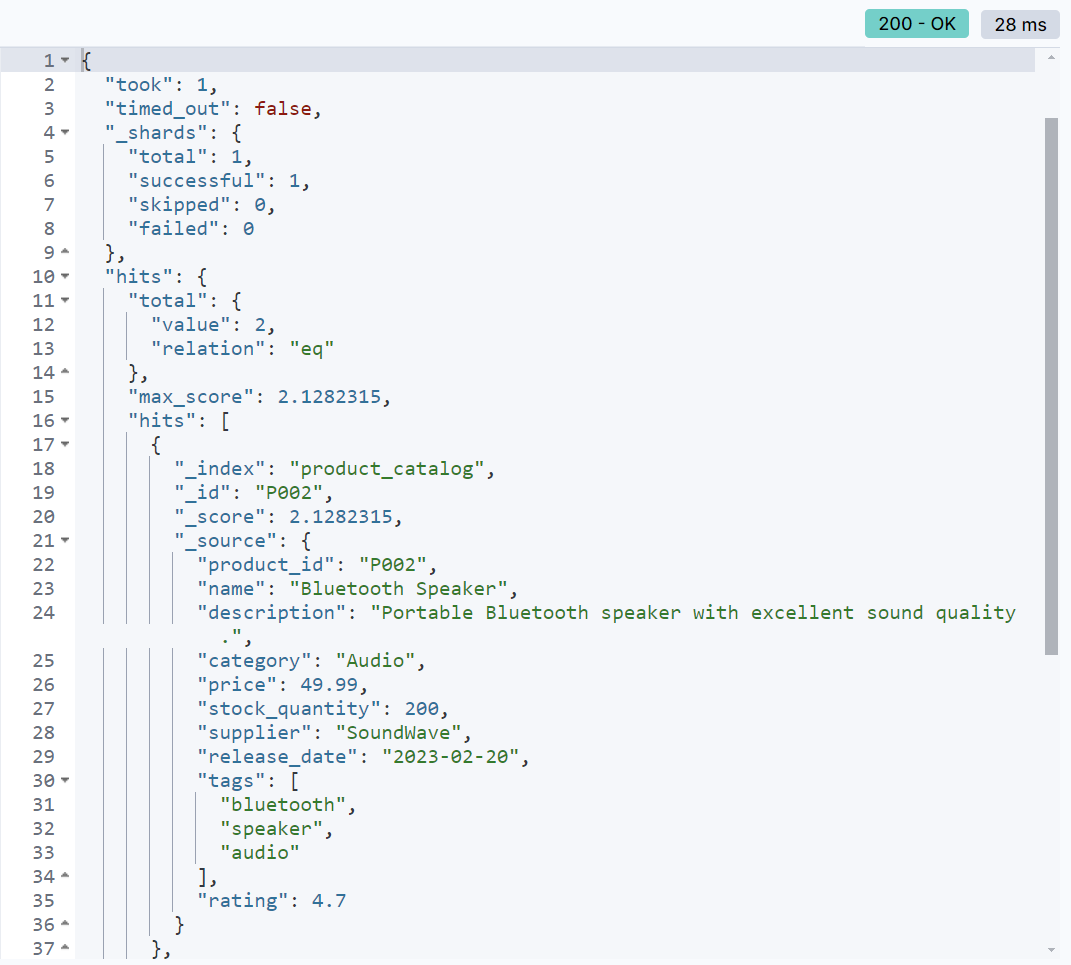 200 - OK 28 ms
1 {
2 "took": 1,
3 "timed_out": false,
4 "_shards": {
5 "total": 1,
6 "successful": 1,
7 "skipped": 0,
8 "failed": 0
9 },
10 "hits": {
11 "total": {
12 "value": 2,
13 "relation": "eq"
14 },
15 "max_score": 2.1282315,
16 "hits": [
17 {
18 "_index": "product_catalog",
19 "_id": "P002",
20 "_score": 2.1282315,
21 "_source": {
22 "product_id": "P002",
23 "name": "Bluetooth Speaker",
24 "description": "Portable Bluetooth speaker with excellent sound quality
.",
25 "category": "Audio",
26 "price": 49.99,
27 "stock_quantity": 200,
28 "supplier": "SoundWave",
29 "release_date": "2023-02-20",
30 "tags": [
31 "bluetooth",
32 "speaker",
33 "audio"
34 ],
35 "rating": 4.7
36 }
37 },